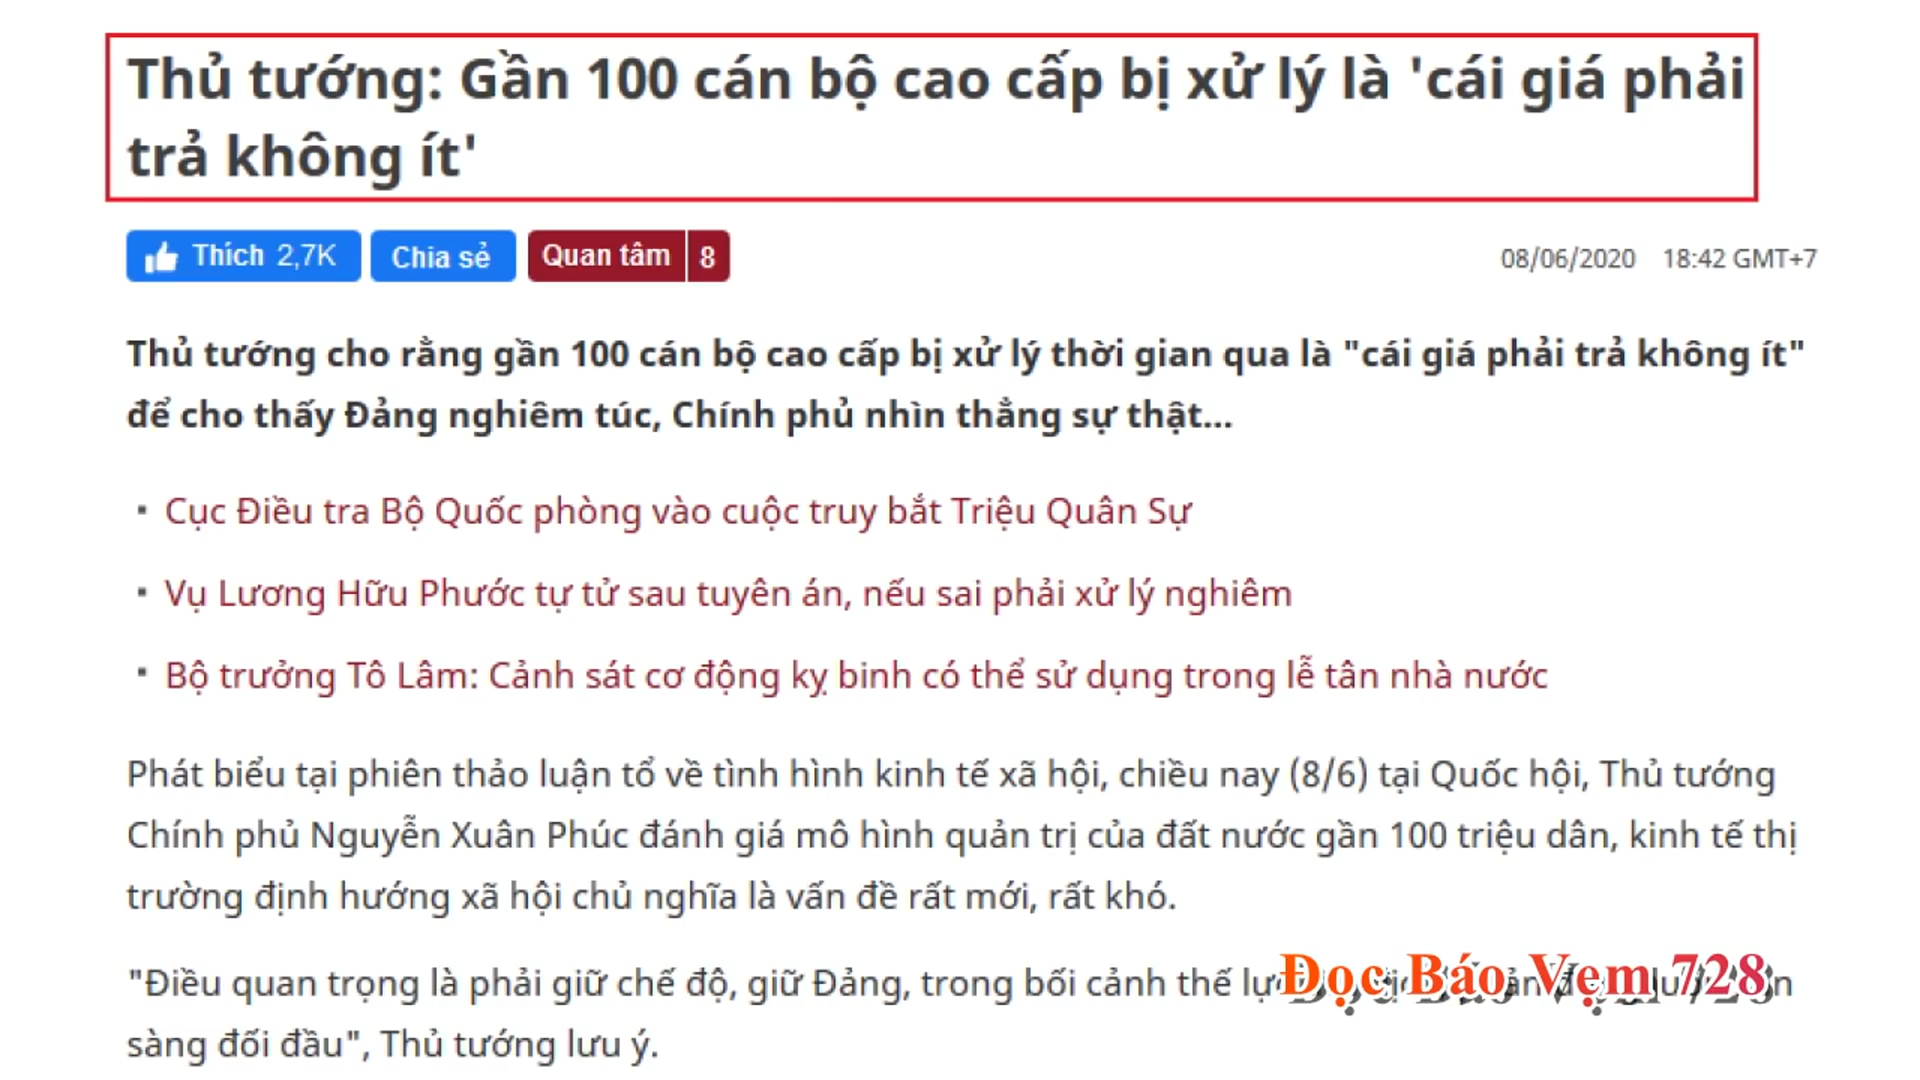 Thủ tướng: Gần 100 cán bộ cao cấp bị xử lý là 'cái giá phải
trả không ít'
Thích 2,7K Chia sẻ Quan tâm 8 08/06/2020 18:42 GMT+7
Thủ tướng cho rằng gần 100 cán bộ cao cấp bị xử lý thời gian qua là "cái giá phải trả không ít"
để cho thấy Đảng nghiêm túc, Chính phủ nhìn thẳng sự thật...
▪ Cục Điều tra Bộ Quốc phòng vào cuộc truy bắt Triệu Quân Sự
▪ Vụ Lương Hữu Phước tự tử sau tuyên án, nếu sai phải xử lý nghiêm
▪ Bộ trưởng Tô Lâm: Cảnh sát cơ động kỵ binh có thể sử dụng trong lễ tân nhà nước
Phát biểu tại phiên thảo luận tổ về tình hình kinh tế xã hội, chiều nay (8/6) tại Quốc hội, Thủ tướng
Chính phủ Nguyễn Xuân Phúc đánh giá mô hình quản trị của đất nước gần 100 triệu dân, kinh tế thị
trường định hướng xã hội chủ nghĩa là vấn đề rất mới, rất khó.
"Điều quan trọng là phải giữ chế độ, giữ Đảng, trong bối cảnh thế
Đọc Báo Vẹm 728
sàng đối đầu", Thủ tướng lưu ý.